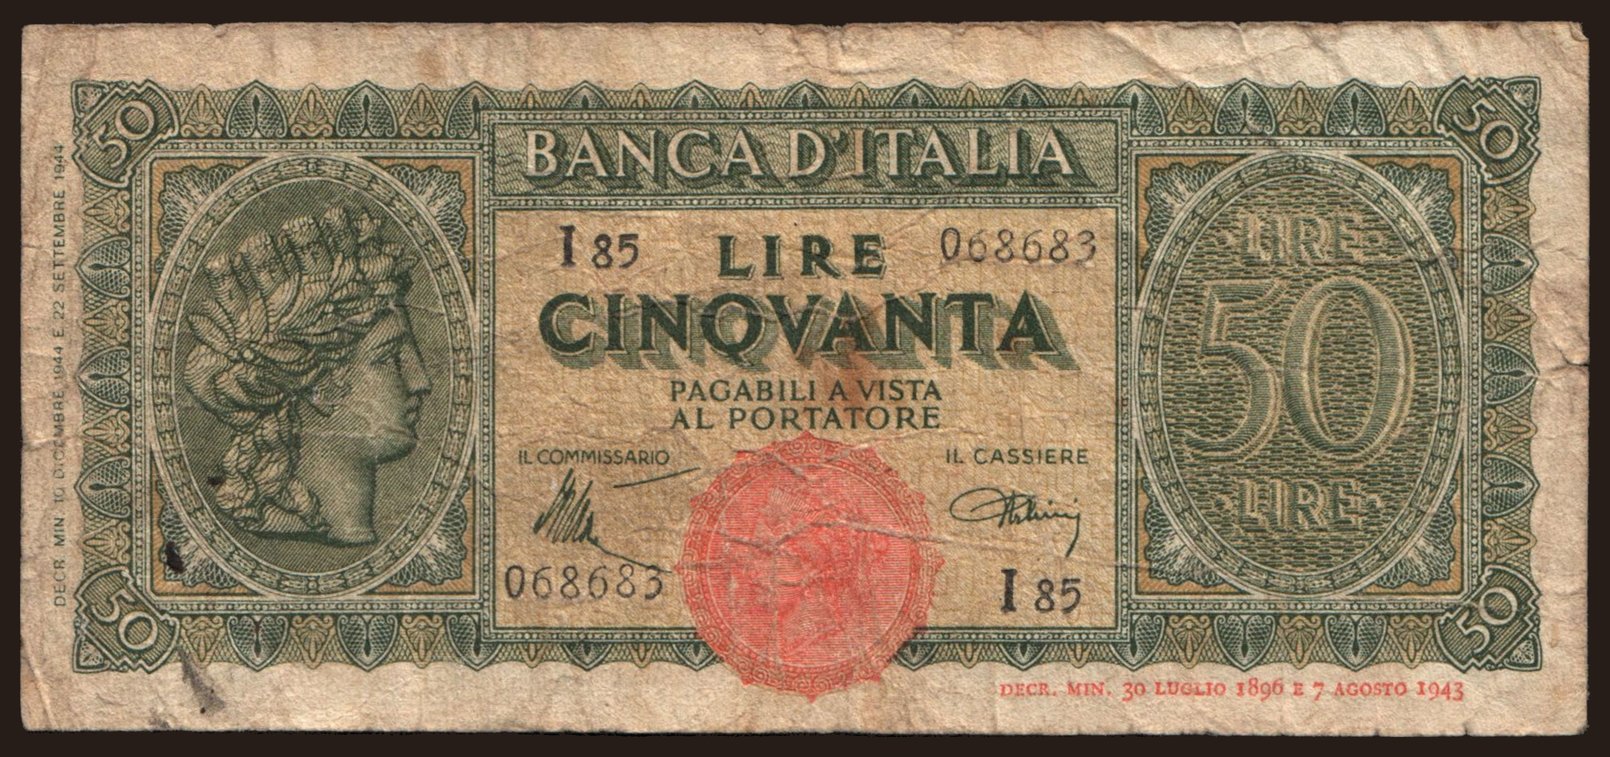 50
50
BANCA D'ITALIA
I 85
LIRE
068683
CINQVANTA
PAGABILI A VISTA
AL PORTATORE
IL COMMISSARIO
IL CASSIERE
068683
I 85
LIRE
50
LIRE
50
50
DECR. MIN. 10 DICEMBRE 1944 E 22 SETTEMBRE 1944
DECR. MIN. 30 LUGLIO 1896 E 7 AGOSTO 1943